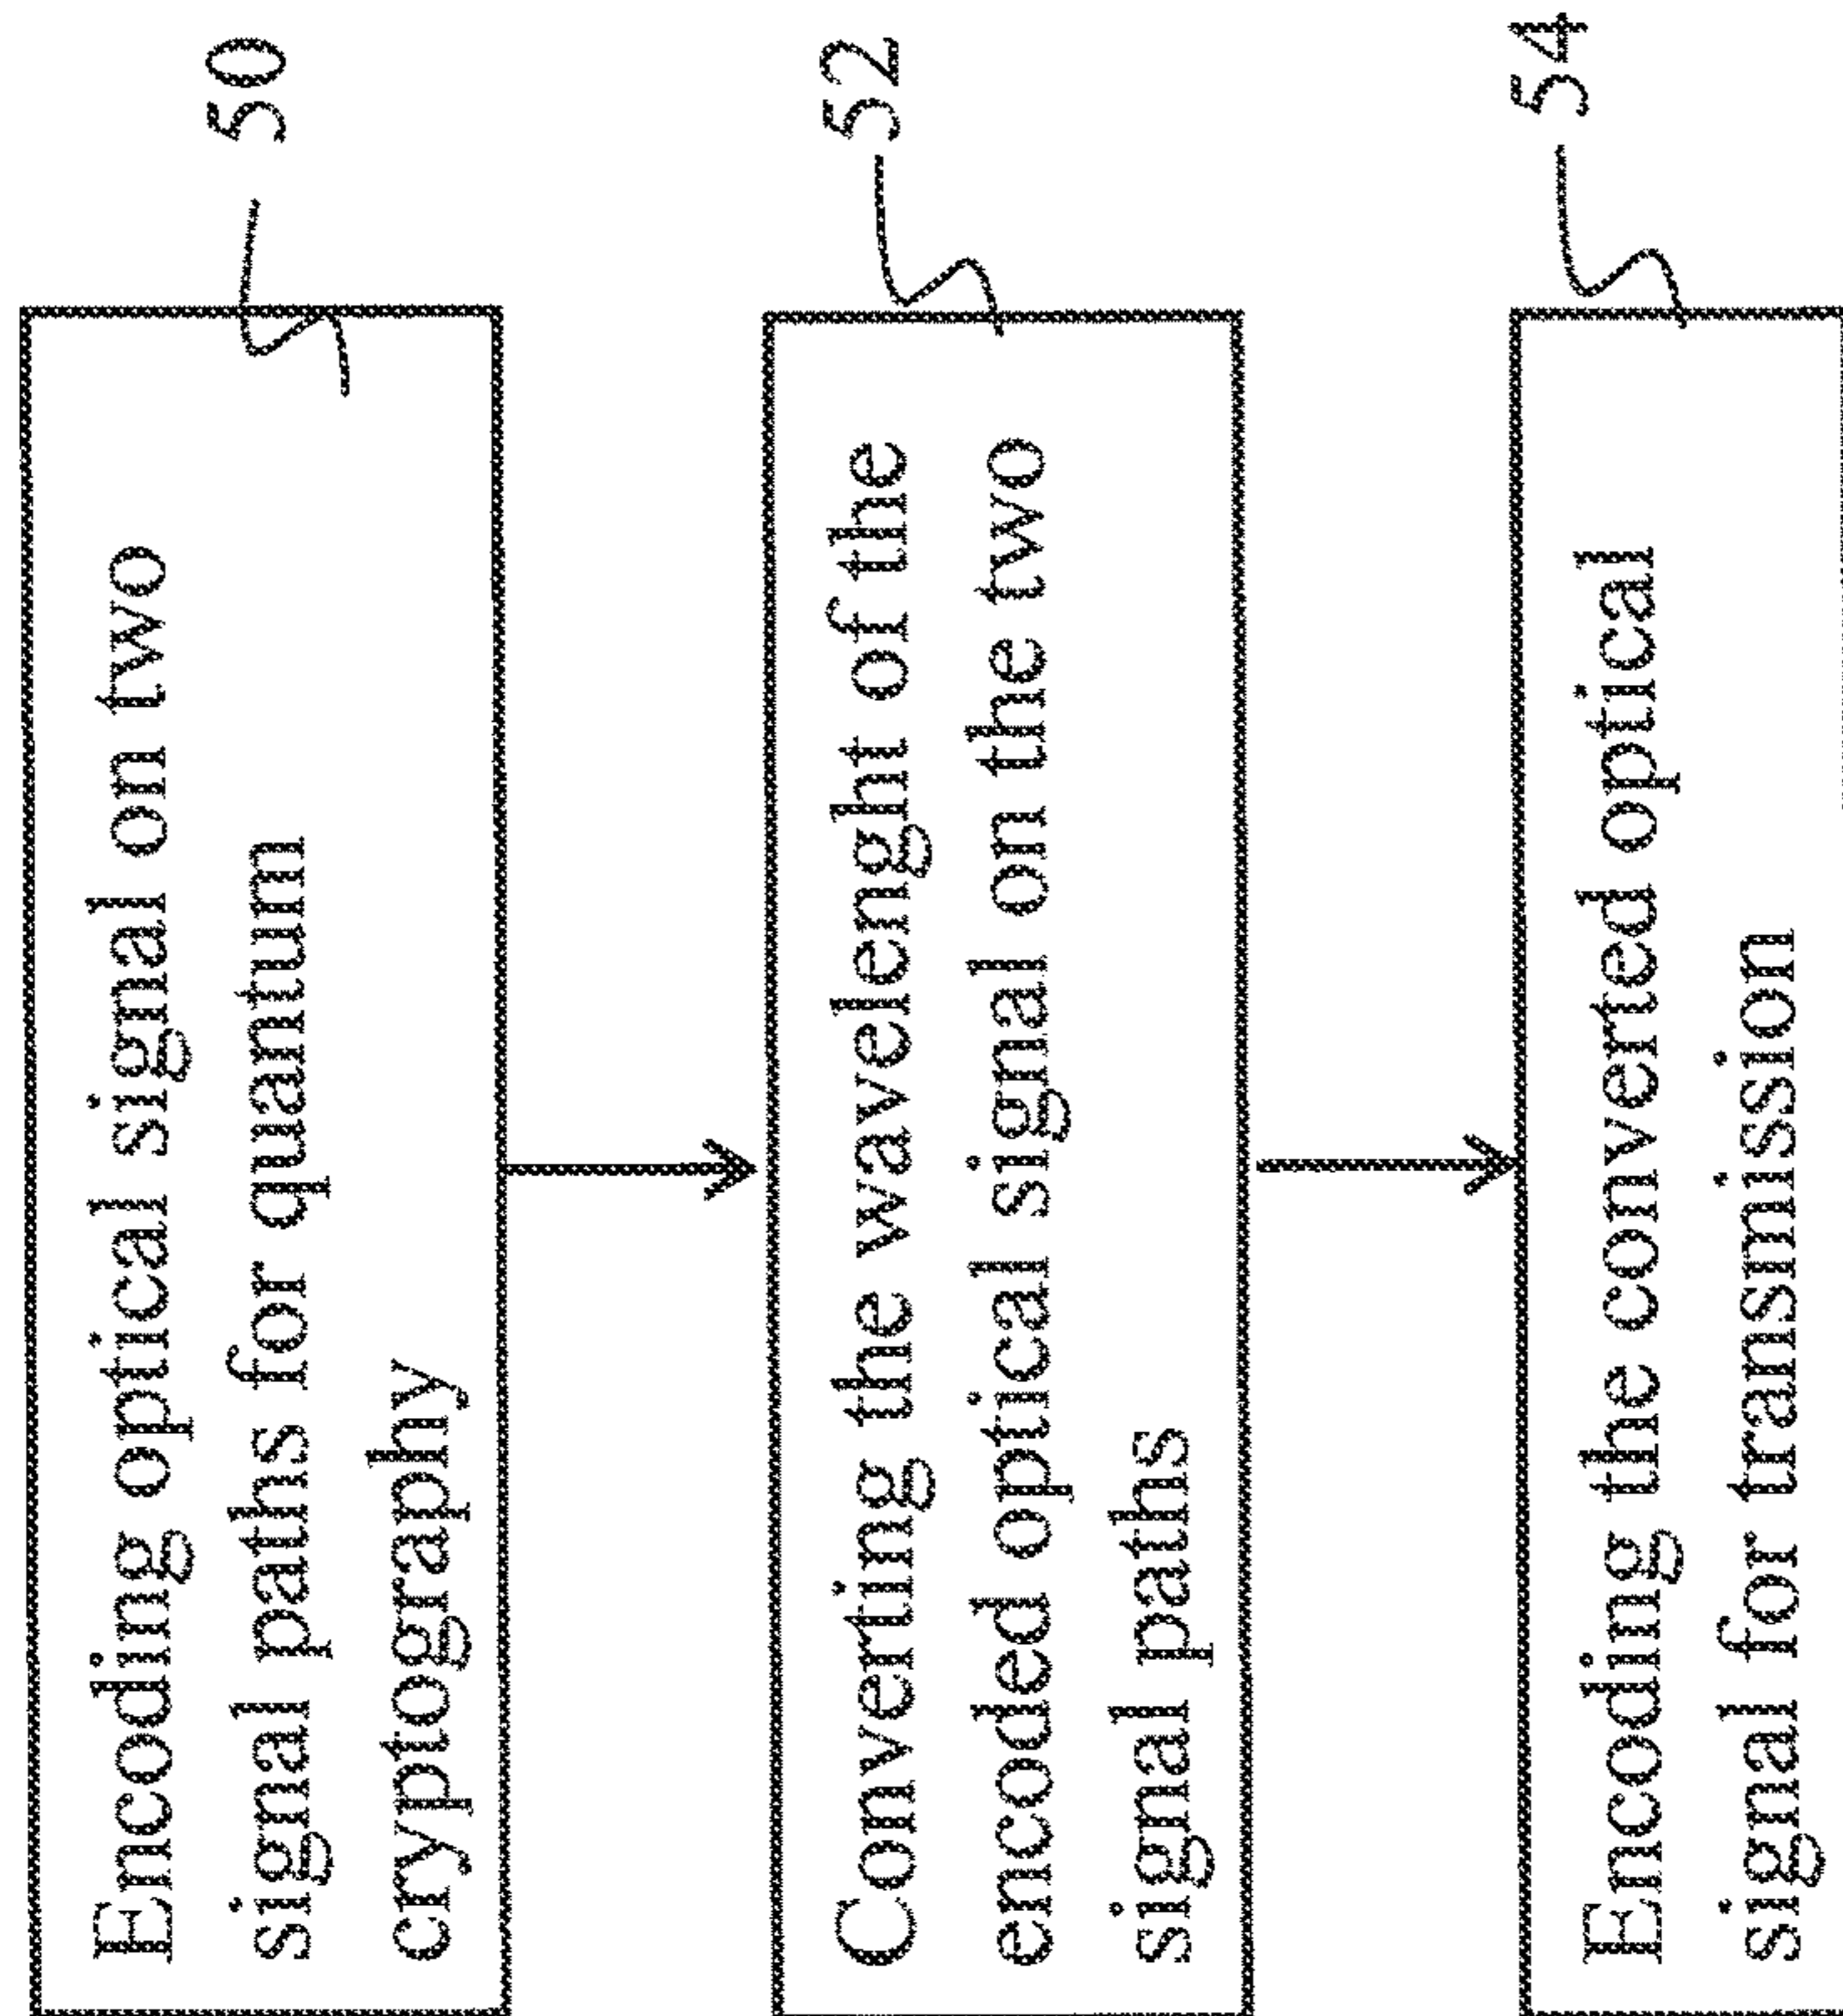 Encoding optical signal on two
signal paths for quantum
cryptography
50
Converting the wavelenght of the
encoded optical signal on the two
signal paths
52
Encoding the converted optical
signal for transmission
54